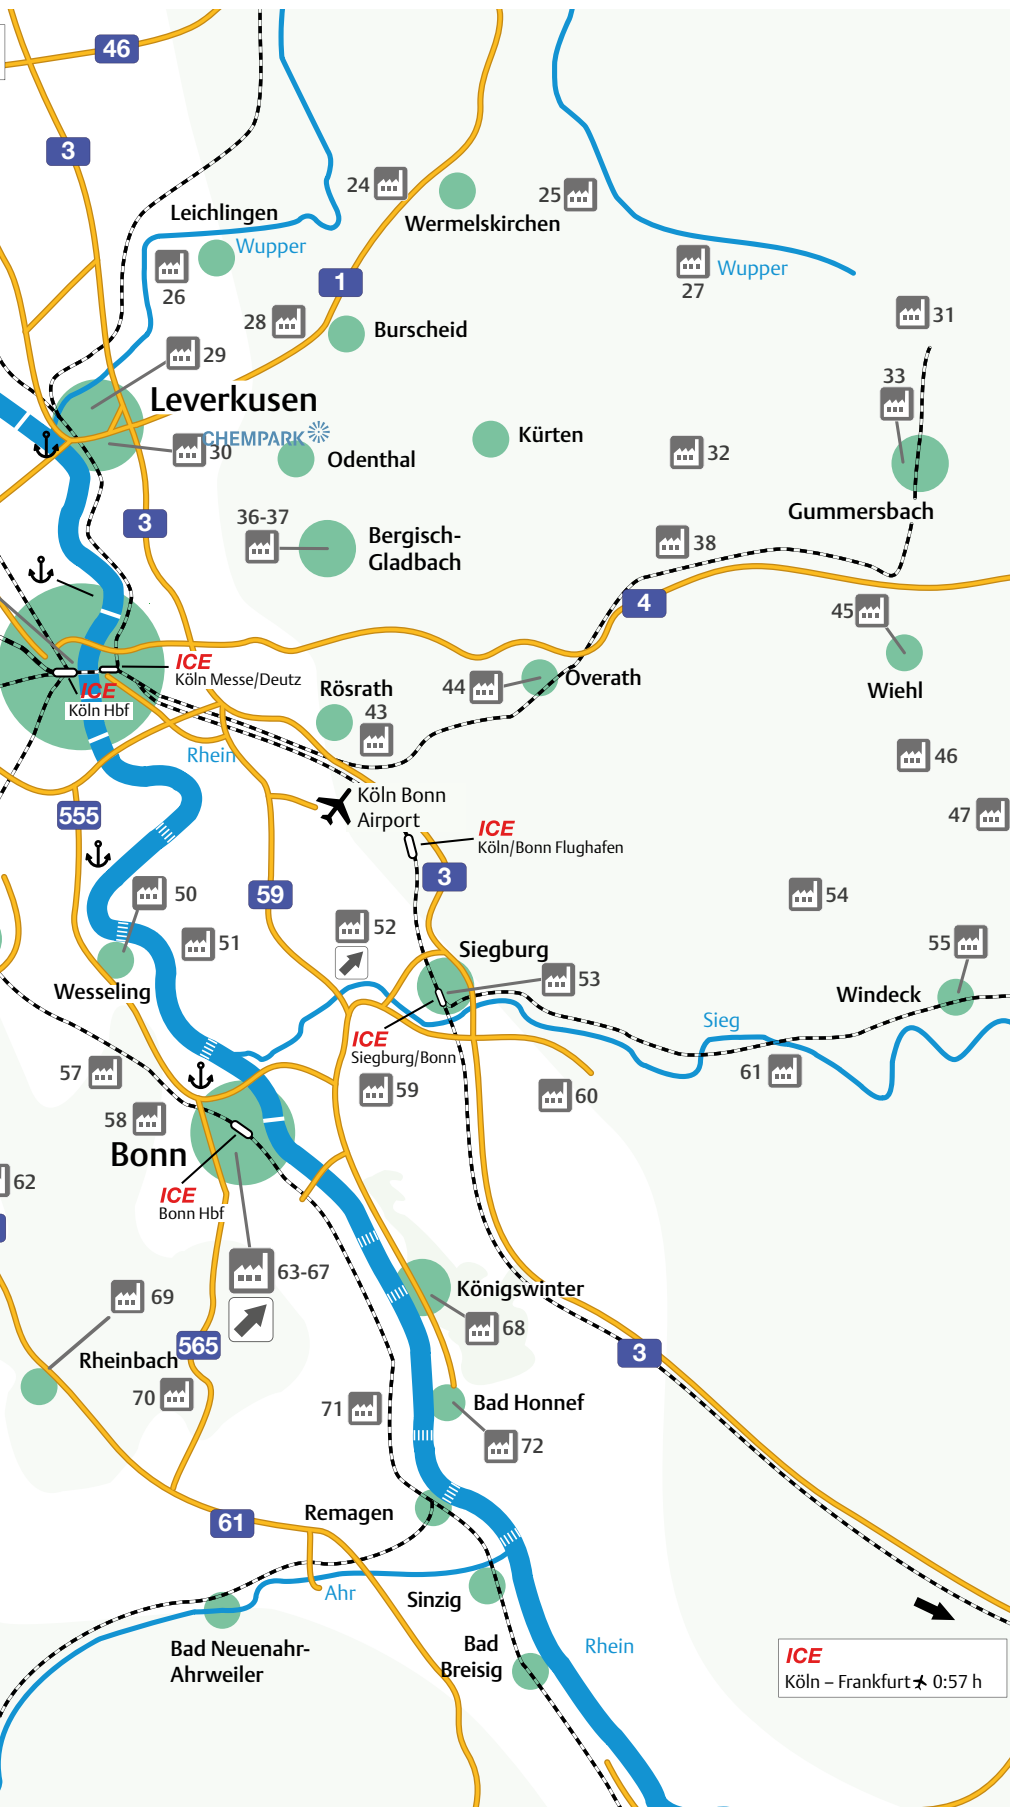 46
3
24
Wermelskirchen
25
Leichlingen
Wupper
26
1
27
Wupper
28
Burscheid
31
29
33
Leverkusen
CHEMPARK
30
Odenthal
Kürten
32
Gummersbach
3
36-37
Bergisch-
Gladbach
38
4
45
ICE
Köln Messe/Deutz
ICE
Köln Hbf
Rösrath
43
44
Overath
Wiehl
Rhein
46
47
555
Köln Bonn
Airport
ICE
Köln/Bonn Flughafen
3
59
50
54
51
52
Siegburg
53
55
Windeck
Wesseling
ICE
Siegburg/Bonn
Sieg
57
59
60
61
58
Bonn
62
ICE
Bonn Hbf
63-67
Königswinter
68
69
Rheinbach
565
3
70
71
Bad Honnef
72
61
Remagen
Ahr
Sinzig
Bad Neuenahr-
Ahrweiler
Bad
Breisig
Rhein
ICE
Köln – Frankfurt 0:57 h